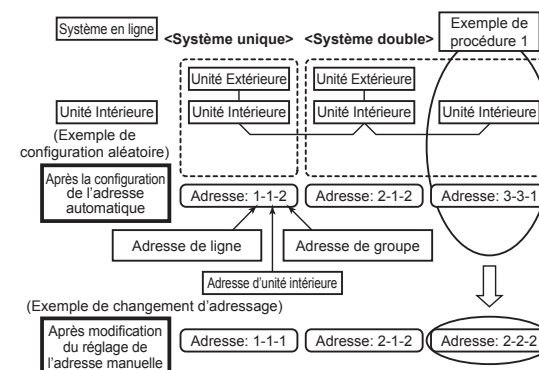 Système en ligne
<Système unique>
<Système double>
Exemple de
procédure 1
Unité Extérieure
Unité Extérieure
Unité Intérieure
Unité Intérieure
Unité Intérieure
Unité Intérieure
(Exemple de
configuration aléatoire)
Après la configuration
de l'adresse
automatique
Adresse: 1-1-2
Adresse: 2-1-2
Adresse: 3-3-1
Adresse de ligne
Adresse de groupe
Adresse d'unité intérieure
(Exemple de changement d'adressage)
Après modification
du réglage de
l'adresse manuelle
Adresse: 1-1-1
Adresse: 2-1-2
Adresse: 2-2-2